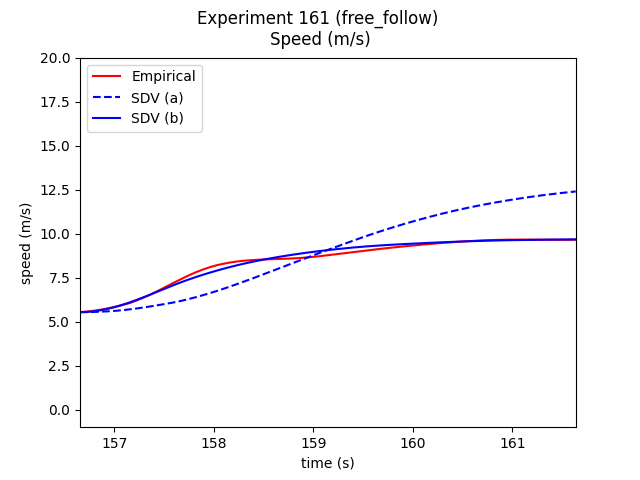 Experiment 161 (free_follow)
Speed (m/s)
20.0
17.5
15.0
12.5
10.0
7.5
5.0
2.5
0.0
speed (m/s)
Empirical
SDV (a)
SDV (b)
157
158
159
160
161
time (s)